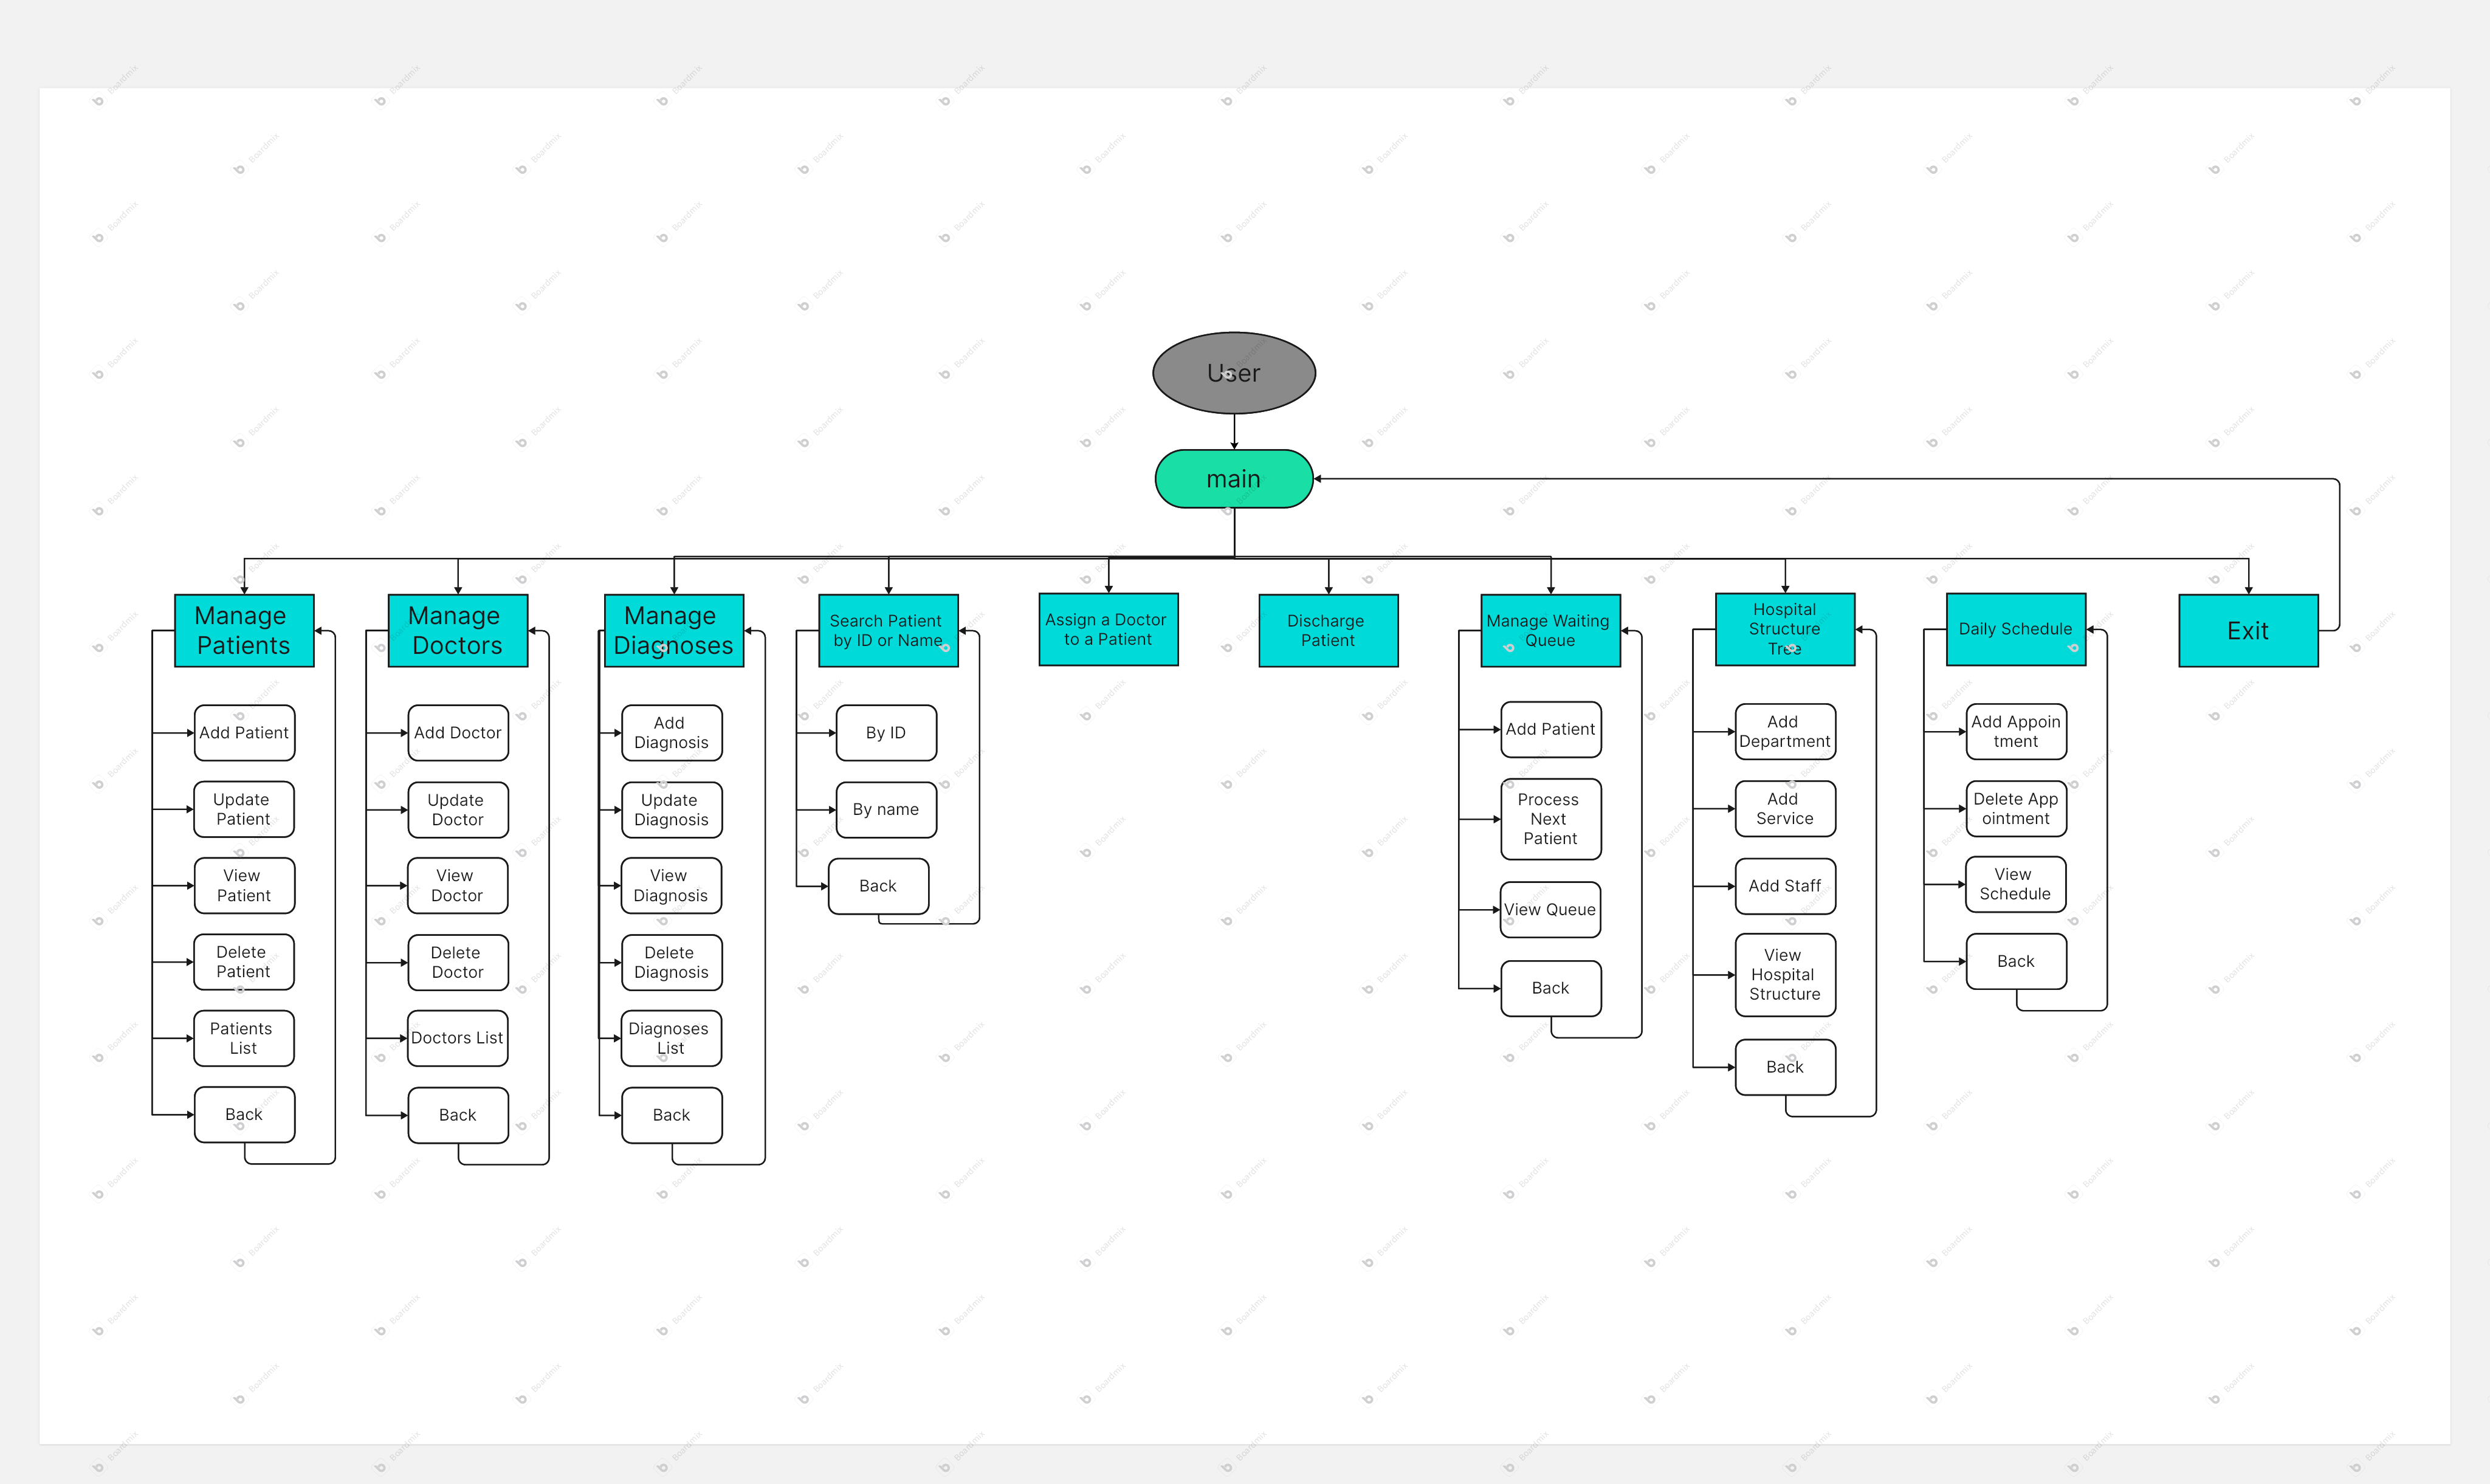 User
main
Manage
Patients
Manage
Doctors
Manage
Diagnoses
Search Patient
by ID or Name
Assign a Doctor
to a Patient
Discharge
Patient
Manage Waiting
Queue
Hospital
Structure
Tree
Daily Schedule
Exit
Add Patient
Update
Patient
View
Patient
Delete
Patient
Patients
List
Back
Add Doctor
Update
Doctor
View
Doctor
Delete
Doctor
Doctors List
Back
Add
Diagnosis
Update
Diagnosis
View
Diagnosis
Delete
Diagnosis
Diagnoses
List
Back
By ID
By name
Back
Add Patient
Process
Next
Patient
View Queue
Back
Add
Department
Add
Service
Add Staff
View
Hospital
Structure
Back
Add Appoin
tment
Delete App
ointment
View
Schedule
Back
Boardmix